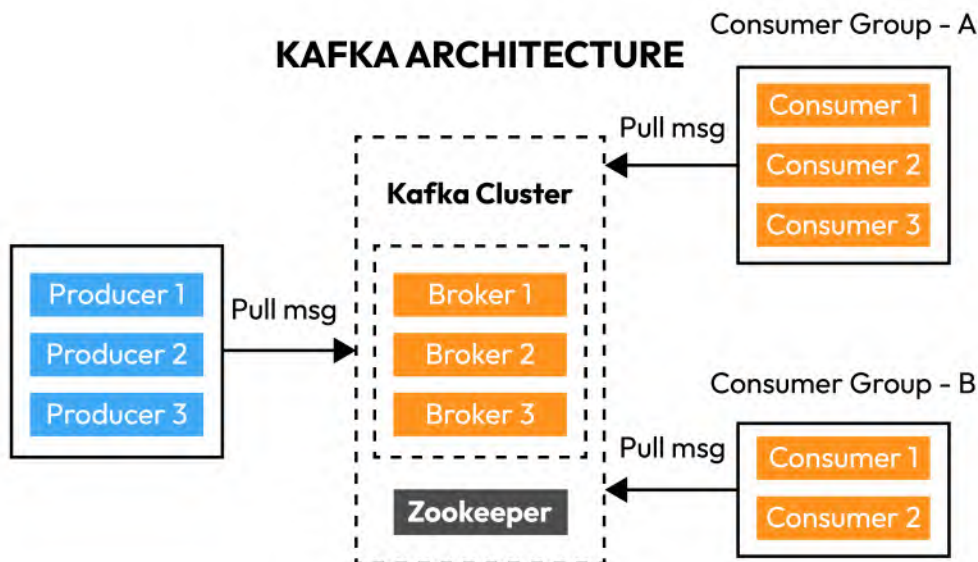 KAFKA ARCHITECTURE
Consumer Group - A
Consumer 1
Consumer 2
Consumer 3
Pull msg
Kafka Cluster
Producer 1
Producer 2
Producer 3
Pull msg
Broker 1
Broker 2
Broker 3
Zookeeper
Consumer Group - B
Pull msg
Consumer 1
Consumer 2